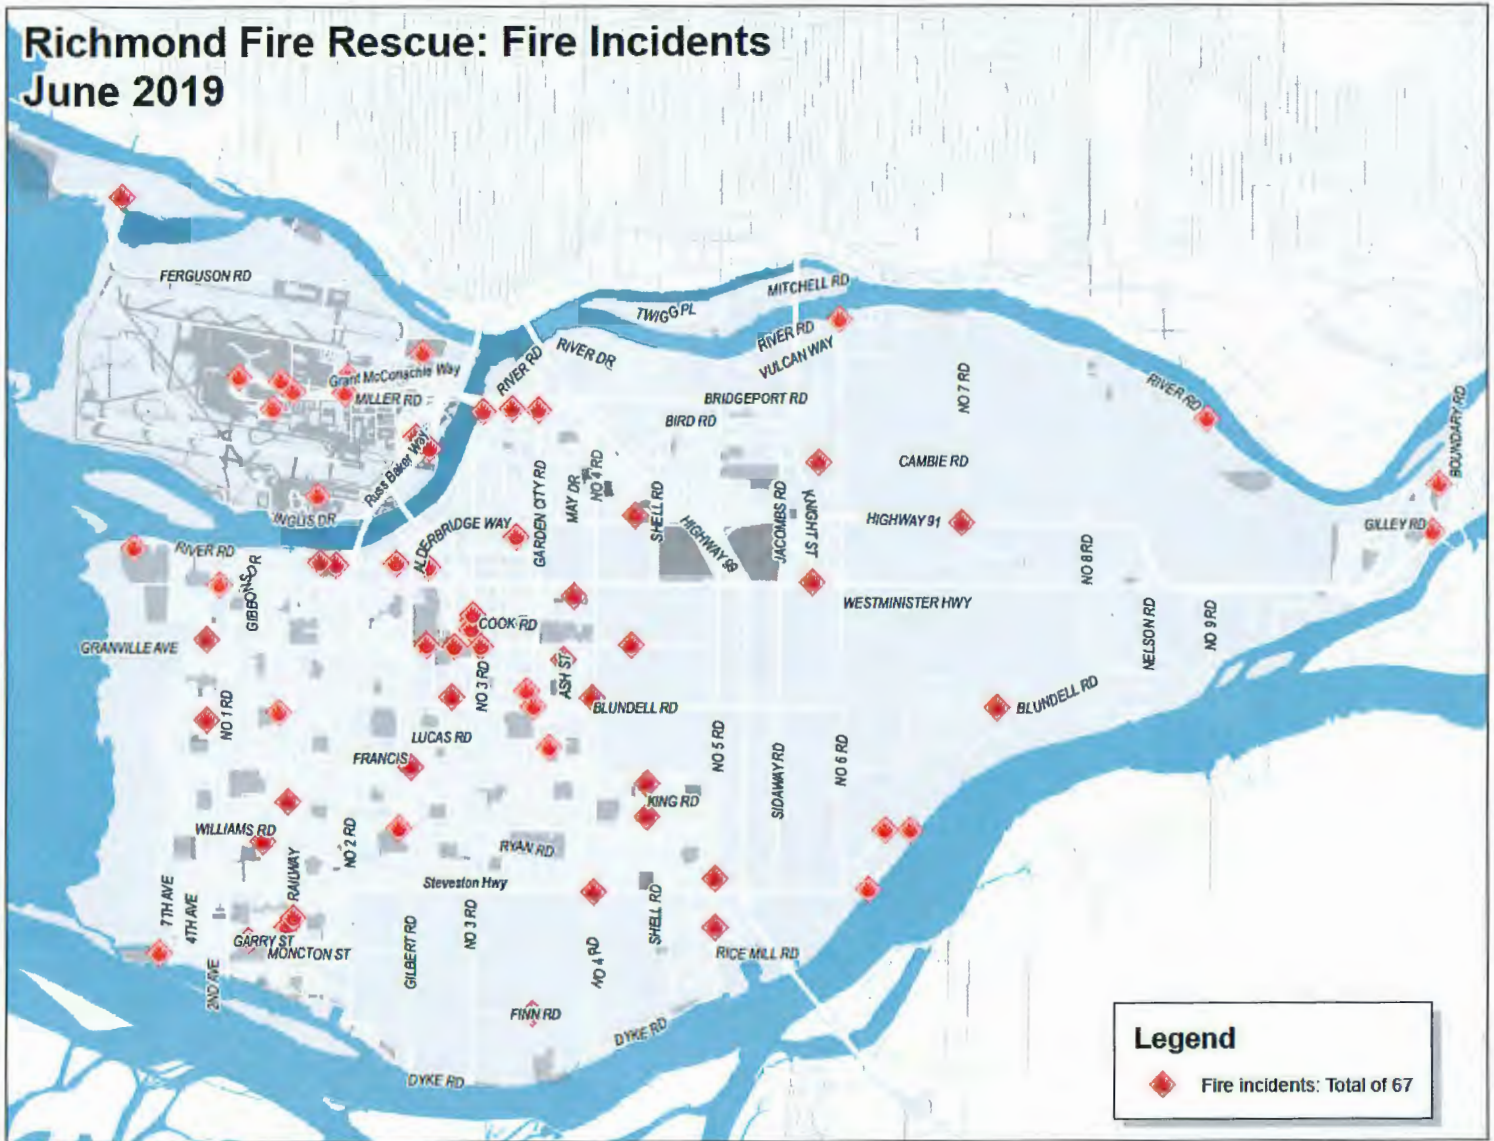 Richmond Fire Rescue: Fire Incidents
June 2019
FERGUSON RD
MITCHELL RD
TWIGG PL
RIVER RD
VULCAN WAY
RIVER DR
RIVER RD
Grant McConachie Way
MILLER RD
BRIDGEPORT RD
BIRD RD
NO 7 RD
RIVER RD
BOUNDARY RD
Russ Baker Way
CAMBIE RD
GARDEN CITY RD
MAY DR
NO 4 RD
SHELL RD
HIGHWAY 99
JACOMBS RD
KNIGHT ST
HIGHWAY 91
GILLEY RD
INGLIS DR
ALDERBRIDGE WAY
RIVER RD
GIBBONS DR
NO 8 RD
WESTMINISTER HWY
NELSON RD
NO 9 RD
COOK RD
GRANVILLE AVE
ASH ST
NO 3 RD
BLUNDELL RD
BLUNDELL RD
NO 1 RD
LUCAS RD
FRANCIS
NO 5 RD
SIDAWAY RD
NO 6 RD
KING RD
WILLIAMS RD
NO 2 RD
RYAN RD
RAILWAY
Steveston Hwy
7TH AVE
4TH AVE
GILBERT RD
NO 3 RD
SHELL RD
GARRY ST
MONCTON ST
RICE MILL RD
2ND AVE
NO 4 RD
FINN RD
DYKE RD
DYKE RD
Legend
Fire incidents: Total of 67